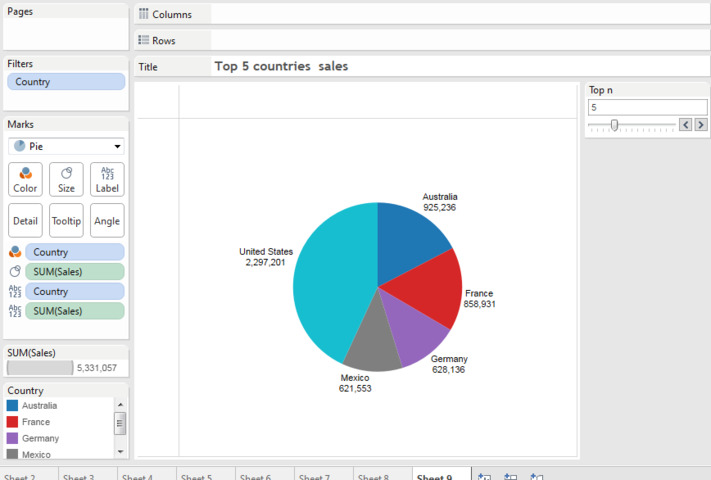 Pages
Columns
Rows
Filters
Country
Title Top 5 countries sales
Top n
5
Marks
Pie
Color Size Abc 123 Label
Detail Tooltip Angle
Country
SUM(Sales)
Abc 123 Country
Abc 123 SUM(Sales)
SUM(Sales)
5,331,057
Country
Australia
France
Germany
Mexico
Australia
925,236
United States
2,297,201
France
858,931
Germany
628,136
Mexico
621,553
Sheet 2 Sheet 3 Sheet 4 Sheet 5 Sheet 6 Sheet 7 Sheet 8 Sheet 9